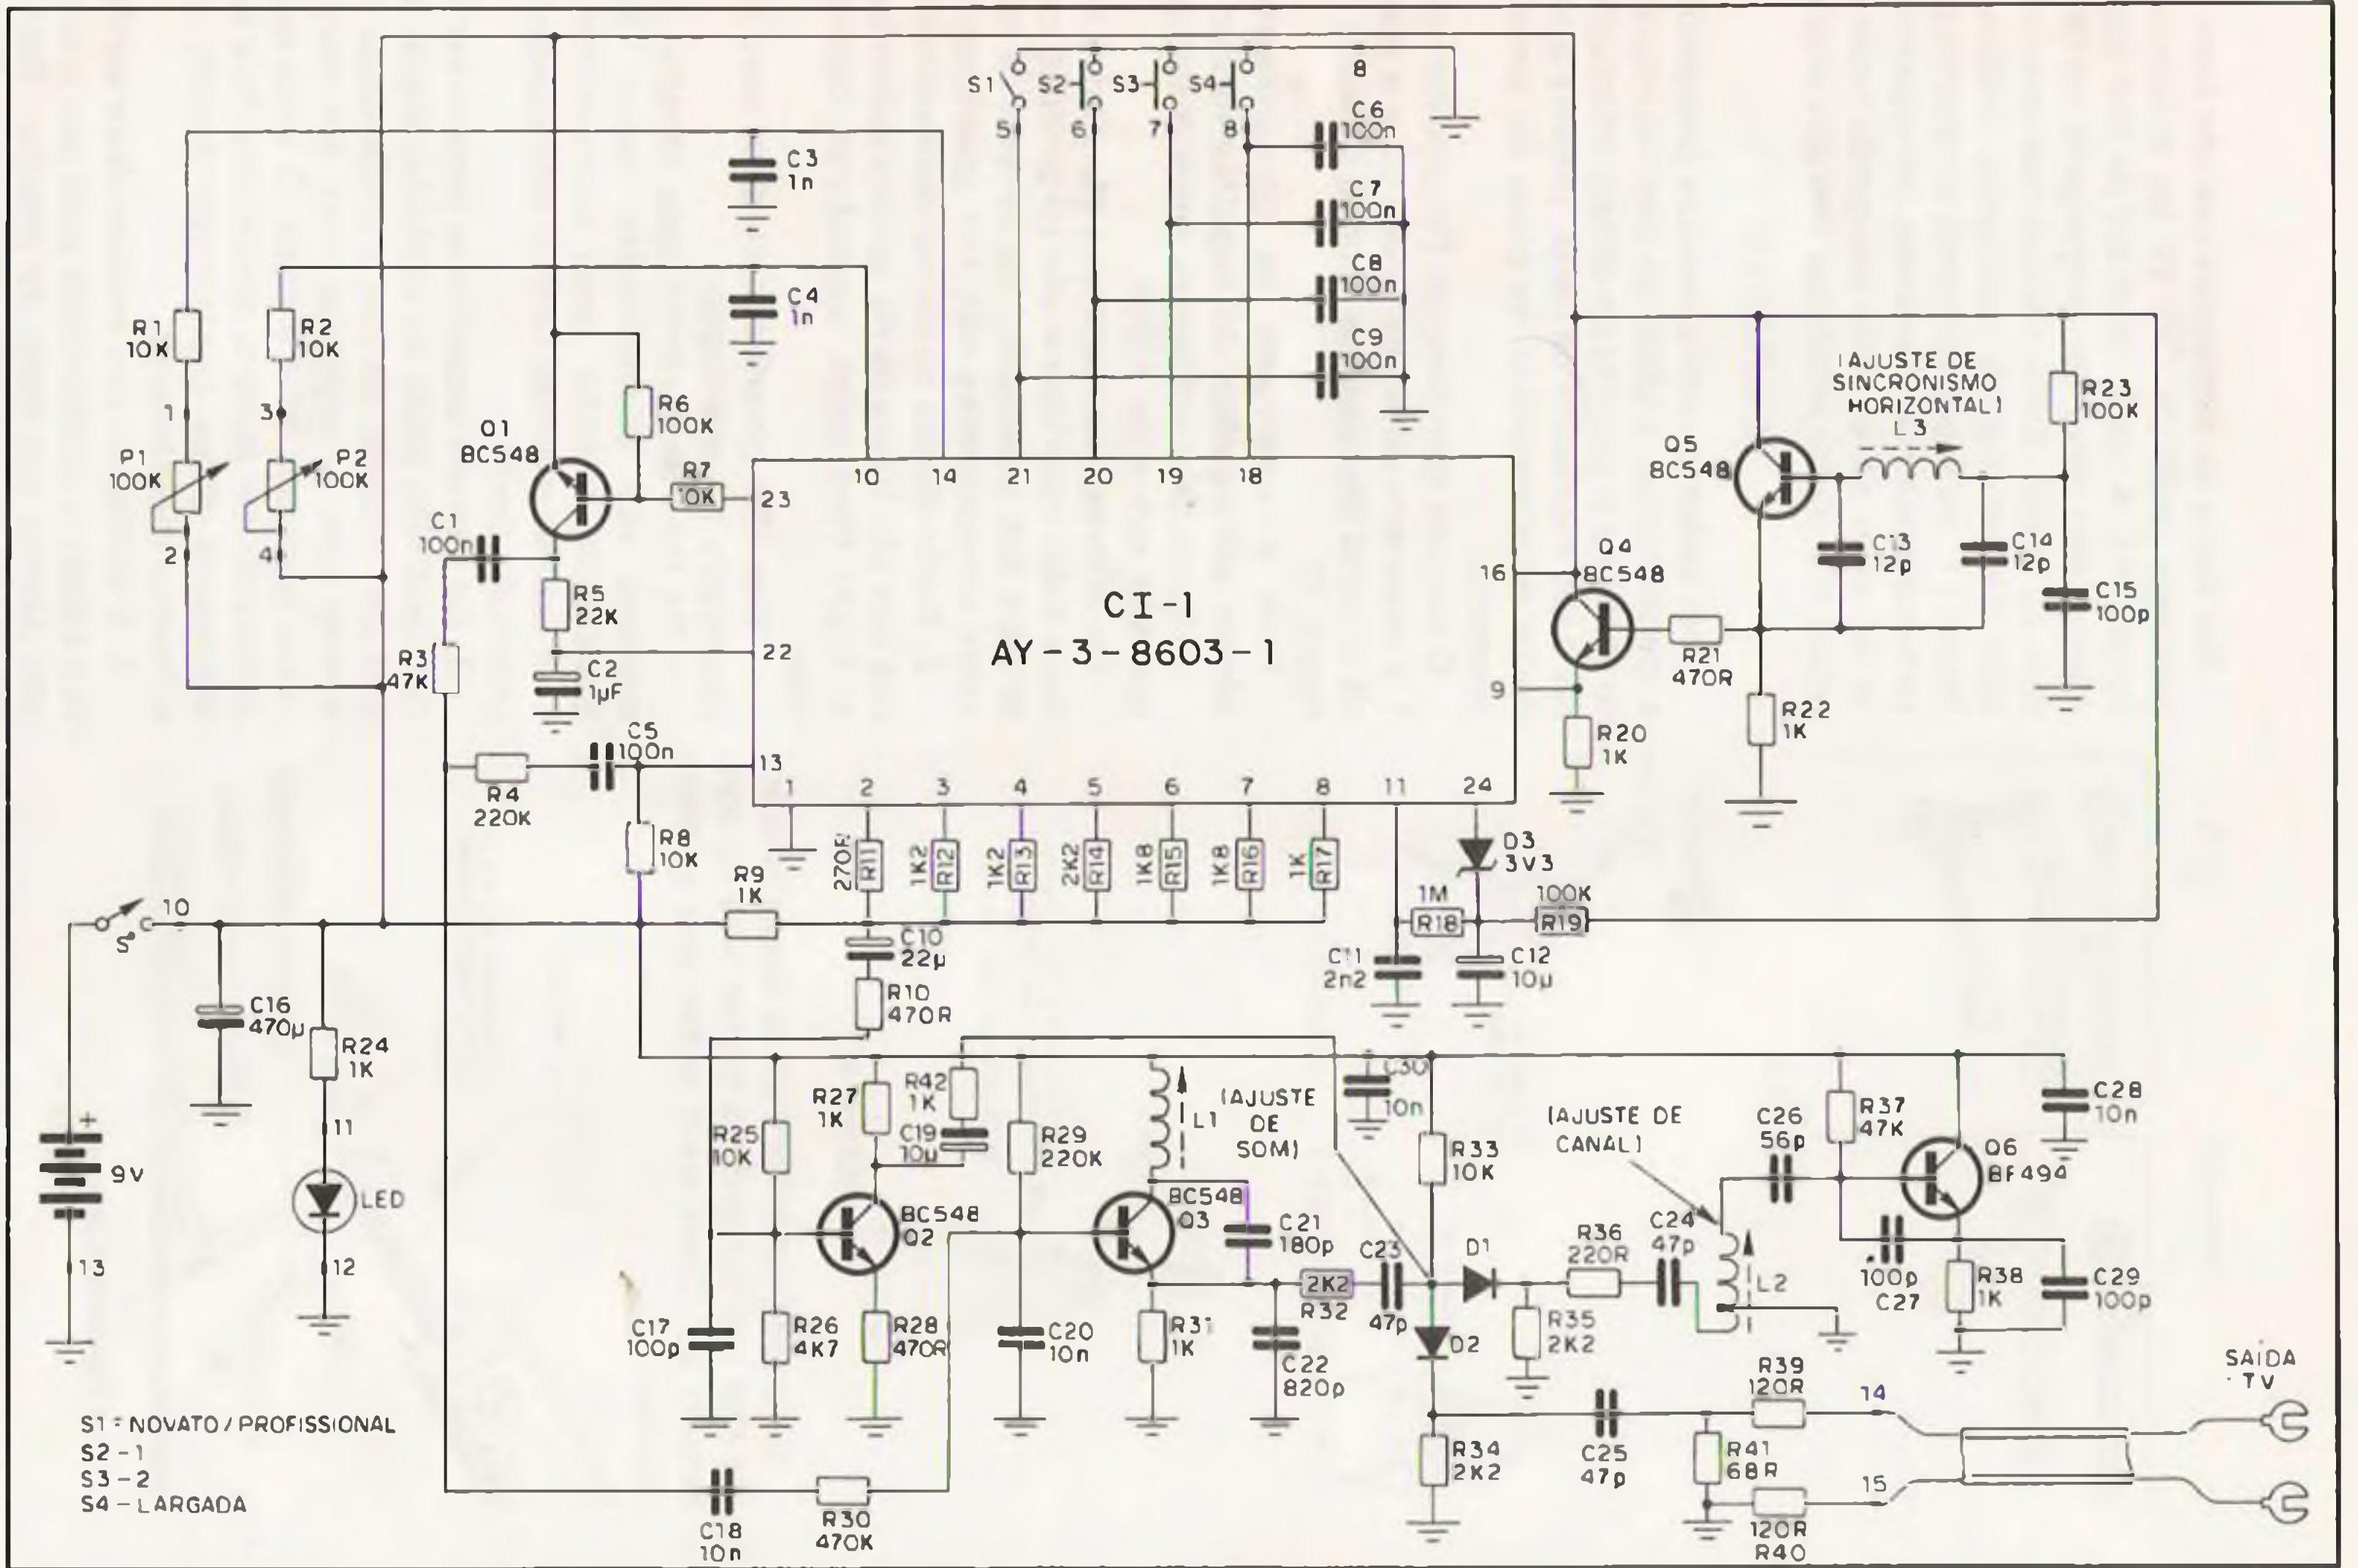 S1
S2
S3
S4
8
5
6
7
8
C6
100n
C7
100n
C8
100n
C9
100n
C3
1n
C4
1n
R1
10K
R2
10K
1
3
P1
100K
P2
100K
2
4
Q1
BC548
R6
100K
R7
10K
C1
100n
R5
22K
R3
47K
C2
1µF
C5
100n
R4
220K
R8
10K
10
14
21
20
19
18
23
22
13
16
9
CI-1
AY-3-8603-1
1
2
3
4
5
6
7
8
11
24
(AJUSTE DE
SINCRONISMO
HORIZONTAL)
L3
R23
100K
Q5
BC548
Q4
BC548
C13
12p
C14
12p
C15
100p
R21
470R
R22
1K
R20
1K
270R
R11
1K2
R12
1K2
R13
2K2
R14
1K8
R15
1K8
R16
1K
R17
D3
3V3
1M
R18
100K
R19
C11
2n2
C12
10µ
R9
1K
C10
22µ
R10
470R
10
S
C16
470µ
R24
1K
11
LED
12
+
9V
13
R25
10K
R27
1K
R42
1K
C19
10µ
R29
220K
L1
(AJUSTE
DE
SOM)
C30
10n
R33
10K
(AJUSTE DE
CANAL)
C26
56p
R37
47K
C28
10n
Q6
BF494
BC548
Q2
BC548
Q3
C21
180p
C23
47p
2K2
R32
D1
R36
220R
C24
47p
L2
100p
C27
R38
1K
C29
100p
C17
100p
R26
4K7
R28
470R
C20
10n
R31
1K
C22
820p
D2
R35
2K2
R39
120R
14
SAÍDA
TV
R34
2K2
C25
47p
R41
68R
15
120R
R40
C18
10n
R30
470K
S1 = NOVATO / PROFISSIONAL
S2 - 1
S3 - 2
S4 - LARGADA